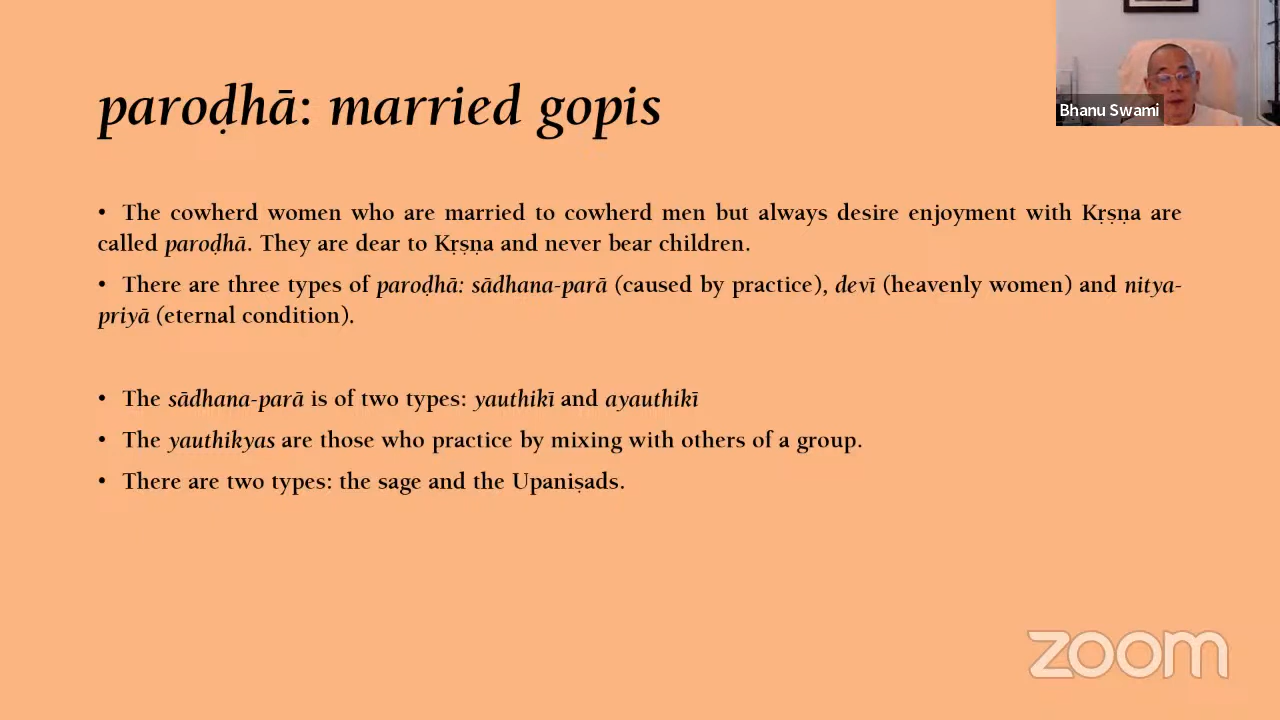 paroḍhā: married gopis
Bhanu Swami
• The cowherd women who are married to cowherd men but always desire enjoyment with Kṛṣṇa are
called paroḍhā. They are dear to Kṛṣṇa and never bear children.
• There are three types of paroḍhā: sādhana-parā (caused by practice), devī (heavenly women) and nitya-
priyā (eternal condition).
• The sādhana-parā is of two types: yauthikī and ayauthikī
• The yauthikyas are those who practice by mixing with others of a group.
• There are two types: the sage and the Upaniṣads.
zoom